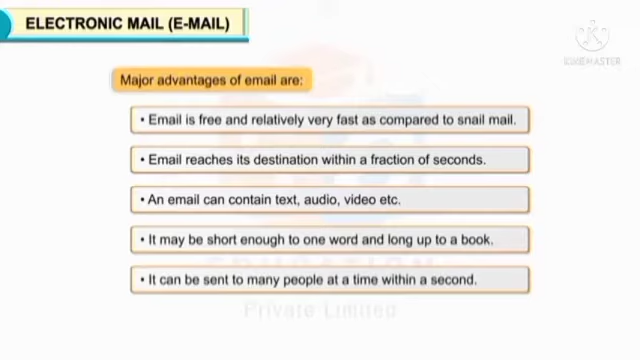 ELECTRONIC MAIL (E-MAIL)
KINEMASTER
Major advantages of email are:
• Email is free and relatively very fast as compared to snail mail.
• Email reaches its destination within a fraction of seconds.
• An email can contain text, audio, video etc.
• It may be short enough to one word and long up to a book.
EDUCATION
• It can be sent to many people at a time within a second.
Private Limited